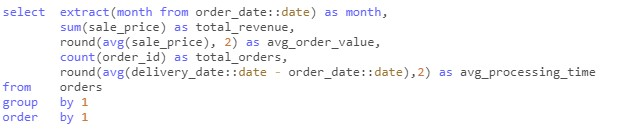 select extract(month from order_date::date) as month,
sum(sale_price) as total_revenue,
round(avg(sale_price), 2) as avg_order_value,
count(order_id) as total_orders,
round(avg(delivery_date::date - order_date::date),2) as avg_processing_time
from orders
group by 1
order by 1